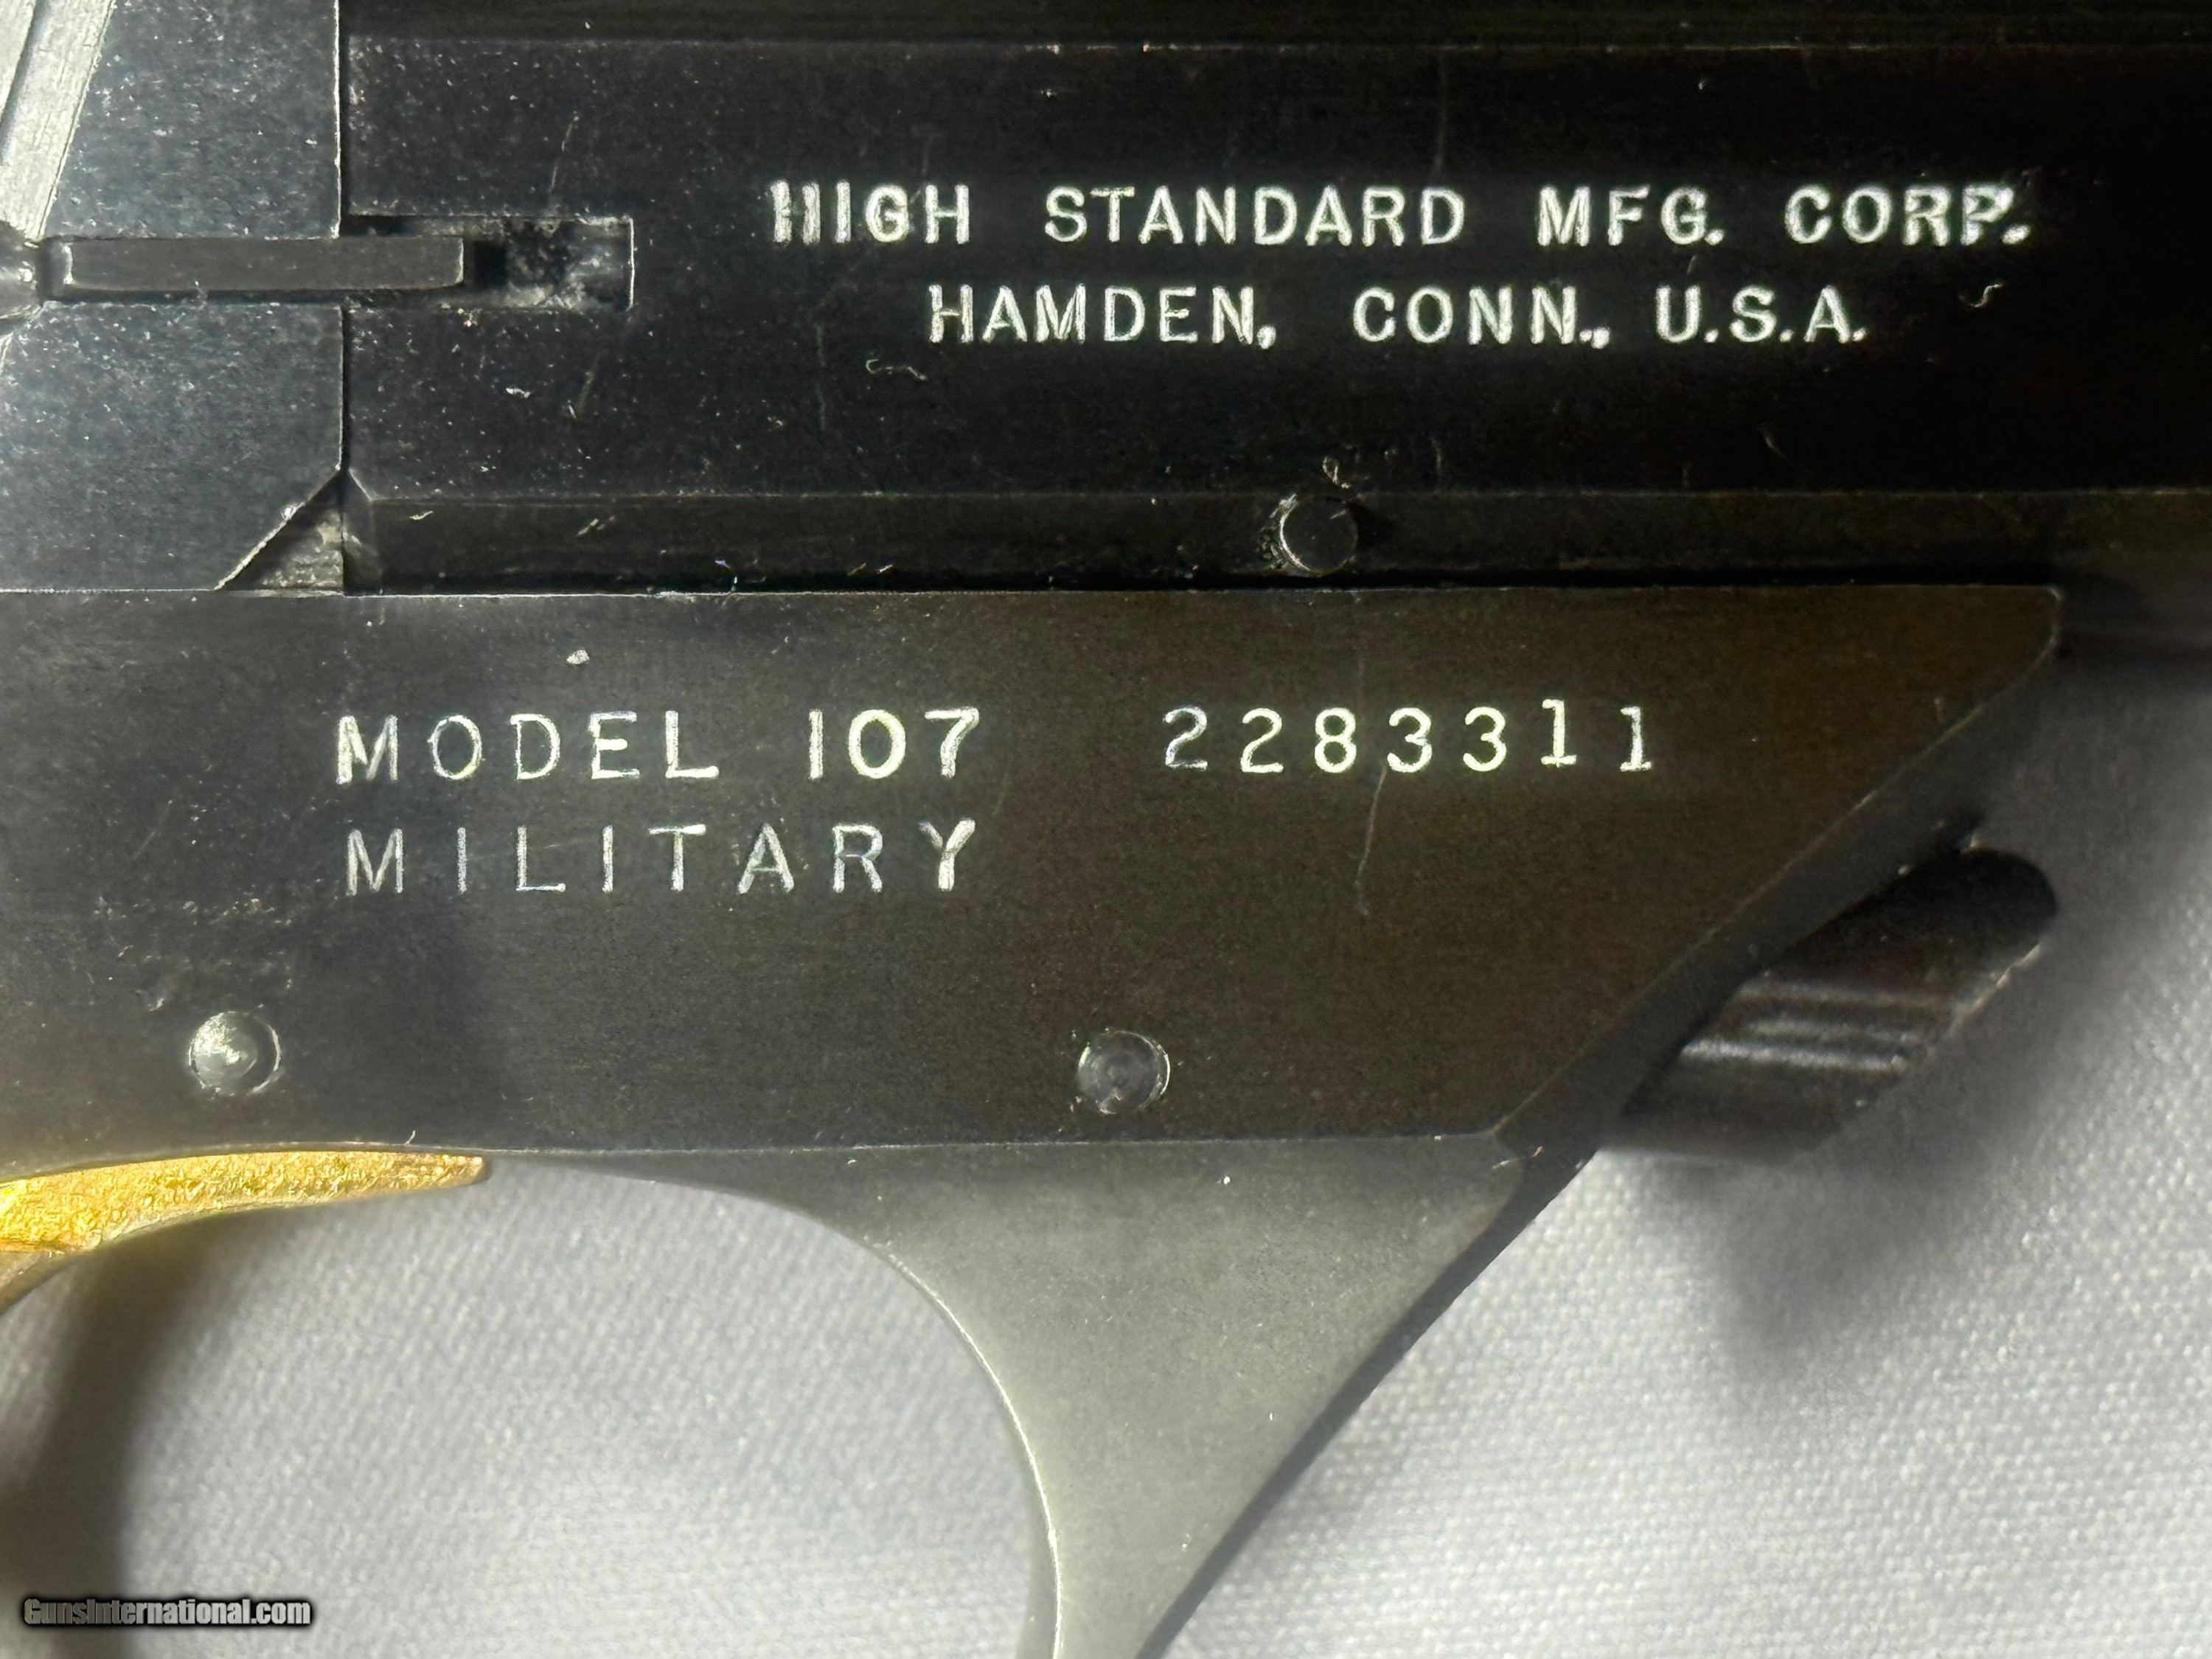 HIGH STANDARD MFG. CORP.
HAMDEN, CONN., U.S.A.
MODEL 107 2283311
MILITARY
GunsInternational.com